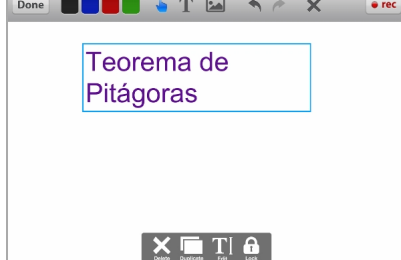 Done T rec
Teorema de
Pitágoras
T
Delete Duplicate Edit Lock